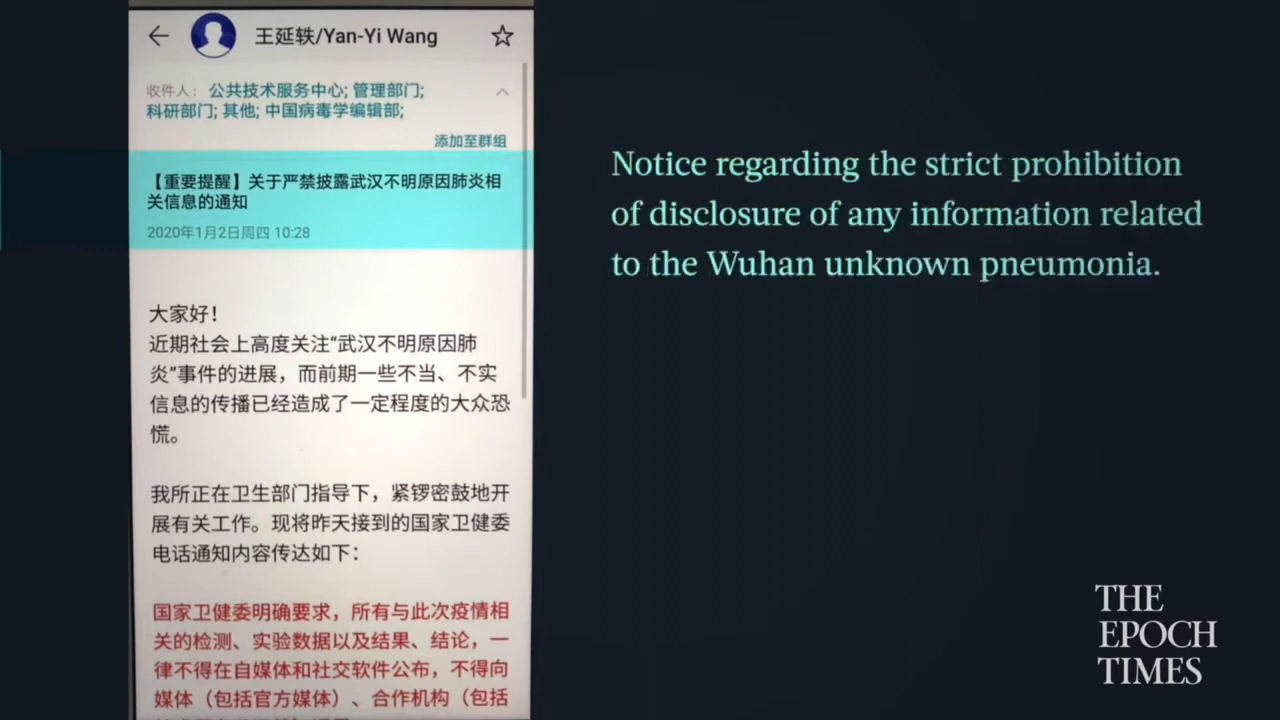 王延轶/Yan-Yi Wang
收件人： 公共技术服务中心; 管理部门;
科研部门; 其他; 中国病毒学编辑部;
添加至群组
【重要提醒】关于严禁披露武汉不明原因肺炎相
关信息的通知
2020年1月2日周四 10:28
大家好！
近期社会上高度关注“武汉不明原因肺
炎”事件的进展，而前期一些不当、不实
信息的传播已经造成了一定程度的大众恐
慌。
我所正在卫生部门指导下，紧锣密鼓地开
展有关工作。现将昨天接到的国家卫健委
电话通知内容传达如下：
国家卫健委明确要求，所有与此次疫情相
关的检测、实验数据以及结果、结论，一
律不得在自媒体和社交软件公布，不得向
媒体（包括官方媒体）、合作机构（包括
Notice regarding the strict prohibition
of disclosure of any information related
to the Wuhan unknown pneumonia.
THE
EPOCH
TIMES